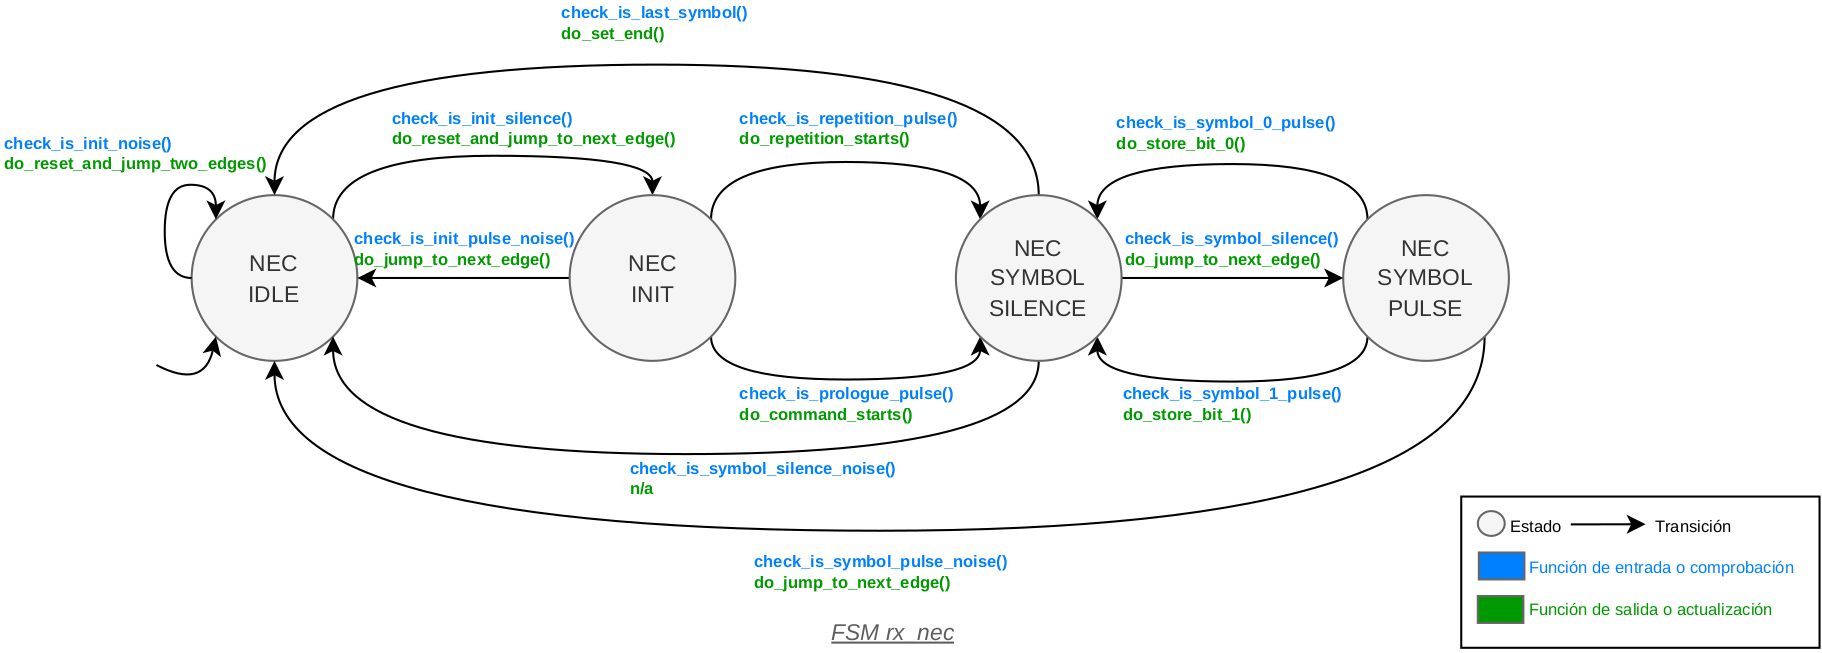 check_is_last_symbol()
do_set_end()
check_is_init_noise()
do_reset_and_jump_two_edges()
check_is_init_silence()
do_reset_and_jump_to_next_edge()
check_is_repetition_pulse()
do_repetition_starts()
check_is_symbol_0_pulse()
do_store_bit_0()
NEC
IDLE
check_is_init_pulse_noise()
do_jump_to_next_edge()
NEC
INIT
NEC
SYMBOL
SILENCE
check_is_symbol_silence()
do_jump_to_next_edge()
NEC
SYMBOL
PULSE
check_is_prologue_pulse()
do_command_starts()
check_is_symbol_1_pulse()
do_store_bit_1()
check_is_symbol_silence_noise()
n/a
check_is_symbol_pulse_noise()
do_jump_to_next_edge()
Estado
Transición
Función de entrada o comprobación
Función de salida o actualización
FSM rx_nec